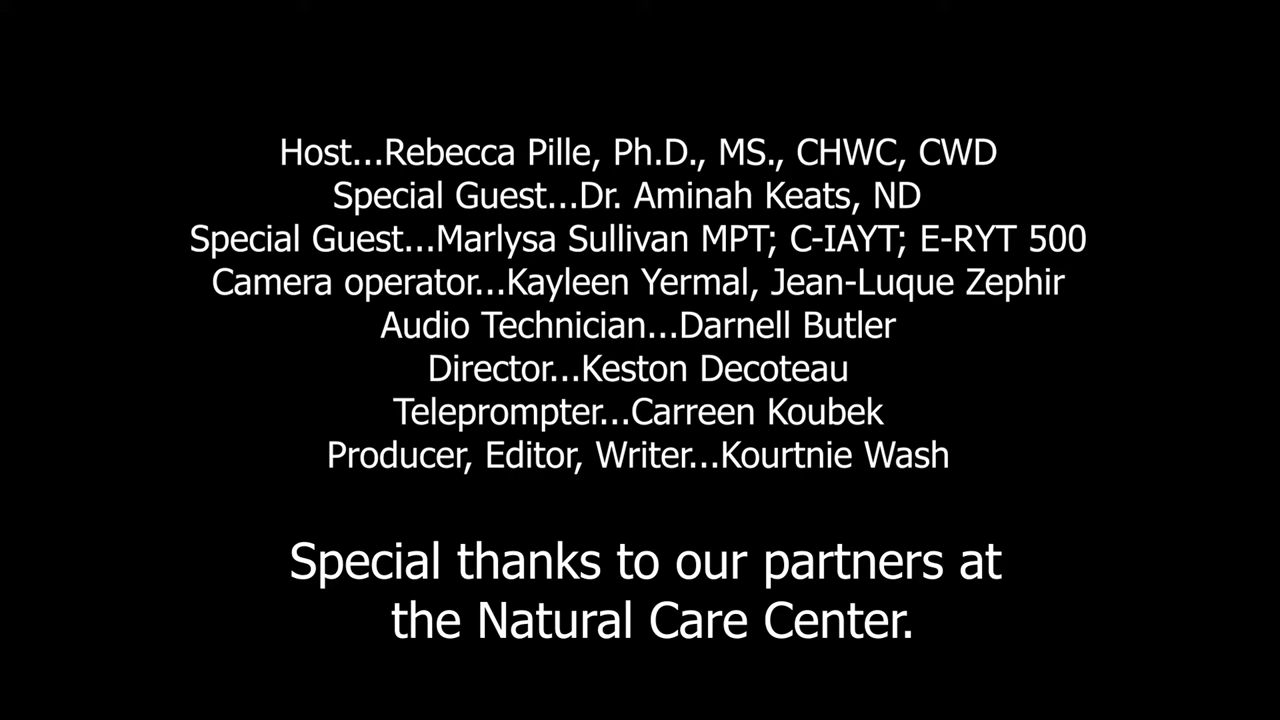 Host...Rebecca Pille, Ph.D., MS., CHWC, CWD
Special Guest...Dr. Aminah Keats, ND
Special Guest...Marlysa Sullivan MPT; C-IAYT; E-RYT 500
Camera operator...Kayleen Yermal, Jean-Luque Zephir
Audio Technician...Darnell Butler
Director...Keston Decoteau
Teleprompter...Carreen Koubek
Producer, Editor, Writer...Kourtnie Wash
Special thanks to our partners at
the Natural Care Center.